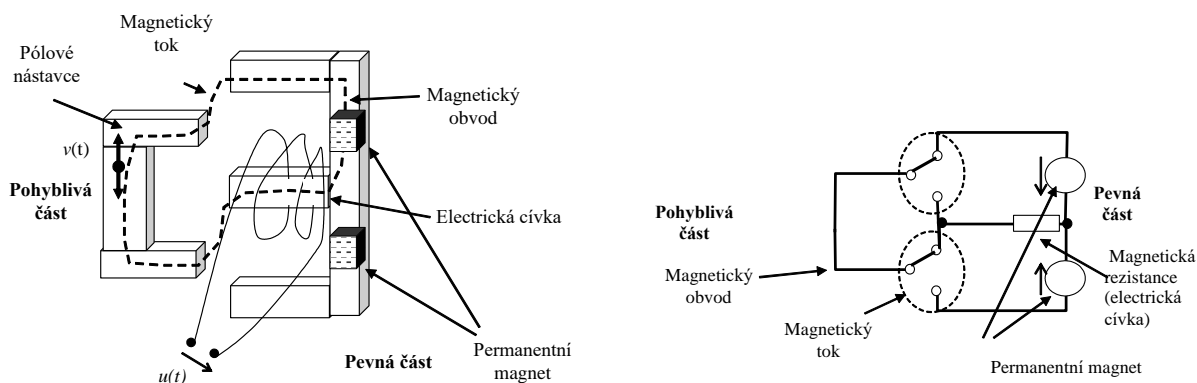 Magnetický
tok
Pólové
nástavce
Magnetický
obvod
v(t)
Pohyblivá
část
Electrická cívka
Pevná část
Permanentní
magnet
u(t)
Pohyblivá
část
Pevná
část
Magnetický
obvod
Magnetická
rezistance
(electrická
cívka)
Magnetický
tok
Permanentní magnet